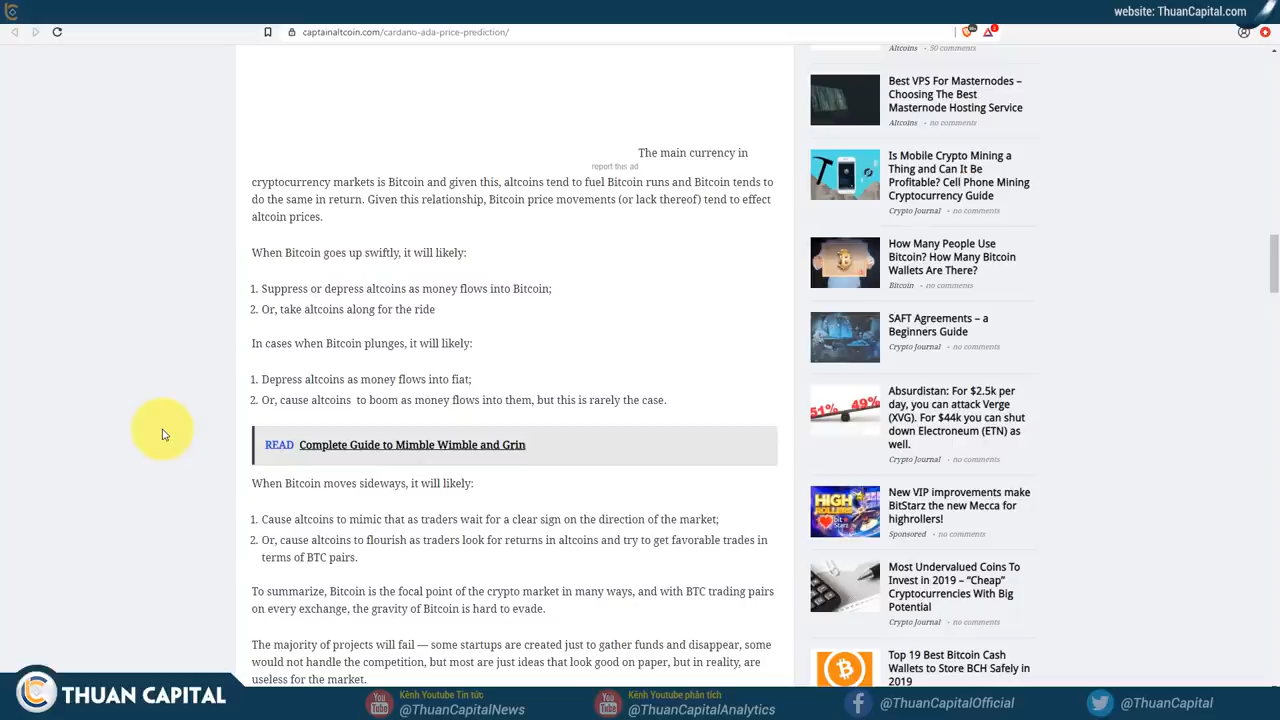 website: ThuanCapital.com
captainaltcoin.com/cardano-ada-price-prediction/
The main currency in
report this ad
cryptocurrency markets is Bitcoin and given this, altcoins tend to fuel Bitcoin runs and Bitcoin tends to
do the same in return. Given this relationship, Bitcoin price movements (or lack thereof) tend to effect
altcoin prices.
When Bitcoin goes up swiftly, it will likely:
1. Suppress or depress altcoins as money flows into Bitcoin;
2. Or, take altcoins along for the ride
In cases when Bitcoin plunges, it will likely:
1. Depress altcoins as money flows into fiat;
2. Or, cause altcoins to boom as money flows into them, but this is rarely the case.
READ Complete Guide to Mimble Wimble and Grin
When Bitcoin moves sideways, it will likely:
1. Cause altcoins to mimic that as traders wait for a clear sign on the direction of the market;
2. Or, cause altcoins to flourish as traders look for returns in altcoins and try to get favorable trades in
terms of BTC pairs.
To summarize, Bitcoin is the focal point of the crypto market in many ways, and with BTC trading pairs
on every exchange, the gravity of Bitcoin is hard to evade.
The majority of projects will fail — some startups are created just to gather funds and disappear, some
would not handle the competition, but most are just ideas that look good on paper, but in reality, are
useless for the market.
Altcoins - 50 comments
Best VPS For Masternodes –
Choosing The Best
Masternode Hosting Service
Altcoins - no comments
Is Mobile Crypto Mining a
Thing and Can It Be
Profitable? Cell Phone Mining
Cryptocurrency Guide
Crypto Journal - no comments
How Many People Use
Bitcoin? How Many Bitcoin
Wallets Are There?
Bitcoin - no comments
SAFT Agreements – a
Beginners Guide
Crypto Journal - no comments
51% 49%
Absurdistan: For $2.5k per
day, you can attack Verge
(XVG). For $44k you can shut
down Electroneum (ETN) as
well.
Crypto Journal - no comments
HIGH
ROLLERS
bit
Starz
New VIP improvements make
BitStarz the new Mecca for
highrollers!
Sponsored - no comments
Most Undervalued Coins To
Invest in 2019 – “Cheap”
Cryptocurrencies With Big
Potential
Crypto Journal - no comments
Top 19 Best Bitcoin Cash
Wallets to Store BCH Safely in
2019
THUAN CAPITAL
You Tube
Kênh Youtube Tin tức
@ThuanCapitalNews
You Tube
Kênh Youtube phân tích
@ThuanCapitalAnalytics
@ThuanCapitalOfficial
@ThuanCapital